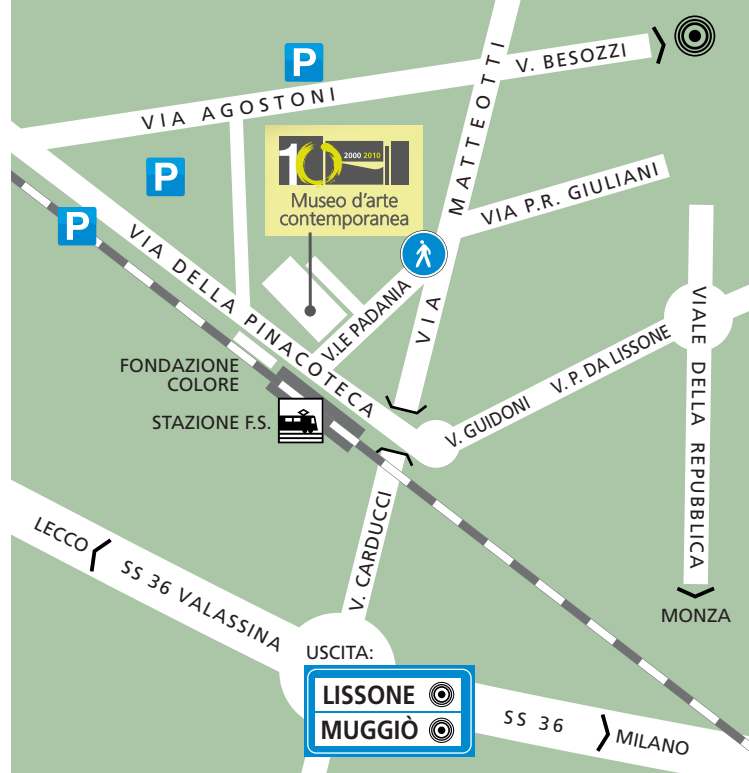 P
V. BESOZZI
VIA AGOSTONI
VIA MATTEOTTI
10 2000 2010
Museo d'arte
contemporanea
P
VIA P.R. GIULIANI
P
VIA DELLA PINACOTECA
V.LE PADANIA
VIALE DELLA REPUBBLICA
V. P. DA LISSONE
V. GUIDONI
FONDAZIONE
COLORE
STAZIONE F.S.
V. CARDUCCI
LECCO
SS 36 VALASSINA
MONZA
USCITA:
LISSONE
MUGGIÒ
SS 36
MILANO